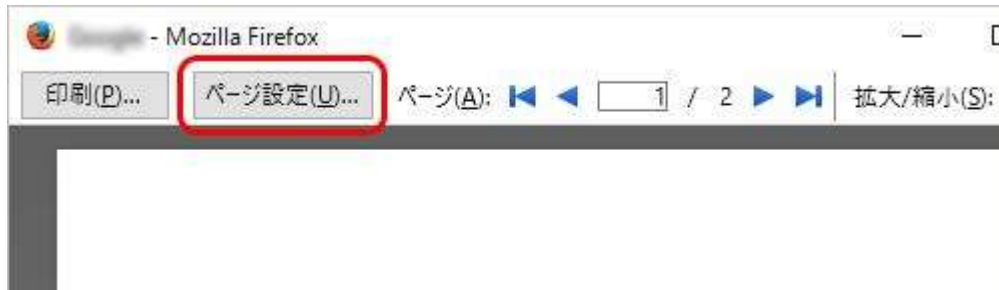 - Mozilla Firefox
印刷(P)... ページ設定(U)... ページ(A): 1 / 2 拡大/縮小(S):